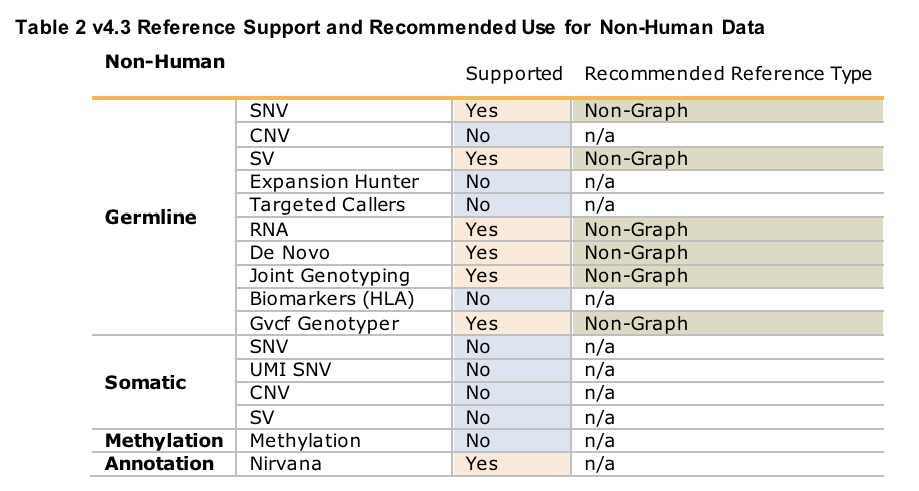 Table 2 v4.3 Reference Support and Recommended Use for Non-Human Data
Non-Human Supported Recommended Reference Type
Germline
SNV Yes Non-Graph
CNV No n/a
SV Yes Non-Graph
Expansion Hunter No n/a
Targeted Callers No n/a
RNA Yes Non-Graph
De Novo Yes Non-Graph
Joint Genotyping Yes Non-Graph
Biomarkers (HLA) No n/a
Gvcf Genotyper Yes Non-Graph
Somatic
SNV No n/a
UMI SNV No n/a
CNV No n/a
SV No n/a
Methylation Methylation No n/a
Annotation Nirvana Yes n/a